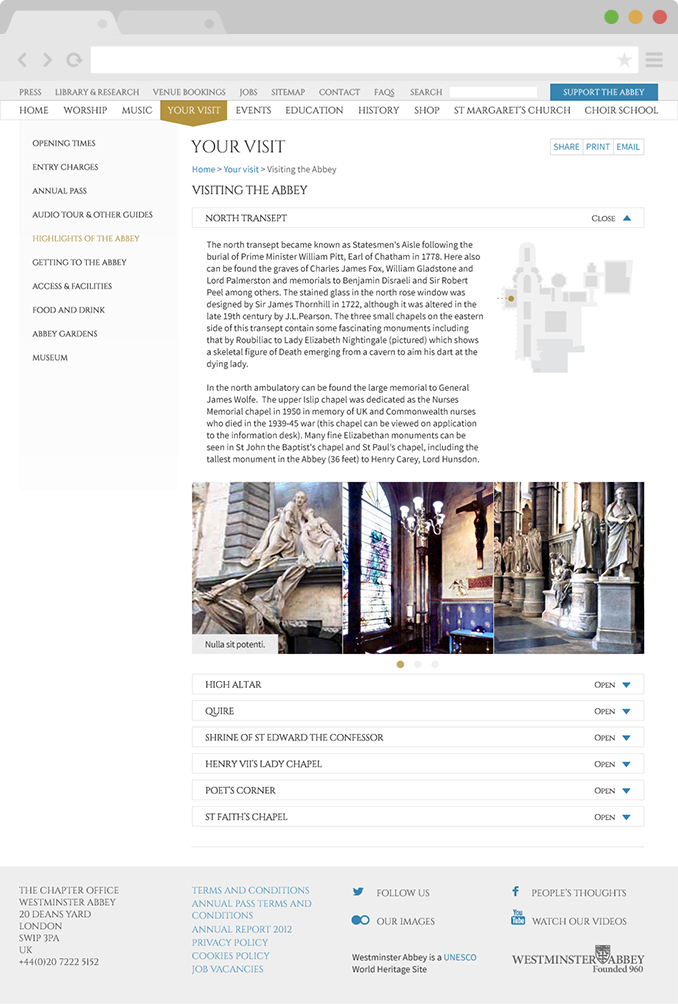 PRESS LIBRARY & RESEARCH VENUE BOOKINGS JOBS SITEMAP CONTACT FAQS SEARCH SUPPORT THE ABBEY
HOME WORSHIP MUSIC YOUR VISIT EVENTS EDUCATION HISTORY SHOP ST MARGARET'S CHURCH CHOIR SCHOOL
OPENING TIMES
ENTRY CHARGES
ANNUAL PASS
AUDIO TOUR & OTHER GUIDES
HIGHLIGHTS OF THE ABBEY
GETTING TO THE ABBEY
ACCESS & FACILITIES
FOOD AND DRINK
ABBEY GARDENS
MUSEUM
YOUR VISIT
SHARE PRINT EMAIL
Home > Your visit > Visiting the Abbey
VISITING THE ABBEY
NORTH TRANSEPT CLOSE
The north transept became known as Statesmen's Aisle following the
burial of Prime Minister William Pitt, Earl of Chatham in 1778. Here also
can be found the graves of Charles James Fox, William Gladstone and
Lord Palmerston and memorials to Benjamin Disraeli and Sir Robert
Peel among others. The stained glass in the north rose window was
designed by Sir James Thornhill in 1722, although it was altered in the
late 19th century by J.L.Pearson. The three small chapels on the eastern
side of this transept contain some fascinating monuments including
that by Roubiliac to Lady Elizabeth Nightingale (pictured) which shows
a skeletal figure of Death emerging from a cavern to aim his dart at the
dying lady.
In the north ambulatory can be found the large memorial to General
James Wolfe. The upper Islip chapel was dedicated as the Nurses
Memorial chapel in 1950 in memory of UK and Commonwealth nurses
who died in the 1939-45 war (this chapel can be viewed on application
to the information desk). Many fine Elizabethan monuments can be
seen in St John the Baptist's chapel and St Paul's chapel, including the
tallest monument in the Abbey (36 feet) to Henry Carey, Lord Hunsdon.
Nulla sit potenti.
HIGH ALTAR OPEN
QUIRE OPEN
SHRINE OF ST EDWARD THE CONFESSOR OPEN
HENRY VII'S LADY CHAPEL OPEN
POET'S CORNER OPEN
ST FAITH'S CHAPEL OPEN
THE CHAPTER OFFICE
WESTMINSTER ABBEY
20 DEANS YARD
LONDON
SW1P 3PA
UK
+44(0)20 7222 5152
TERMS AND CONDITIONS
ANNUAL PASS TERMS AND
CONDITIONS
ANNUAL REPORT 2012
PRIVACY POLICY
COOKIES POLICY
JOB VACANCIES
FOLLOW US
OUR IMAGES
Westminster Abbey is a UNESCO
World Heritage Site
PEOPLE'S THOUGHTS
You Tube WATCH OUR VIDEOS
WESTMINSTER ABBEY
Founded 960